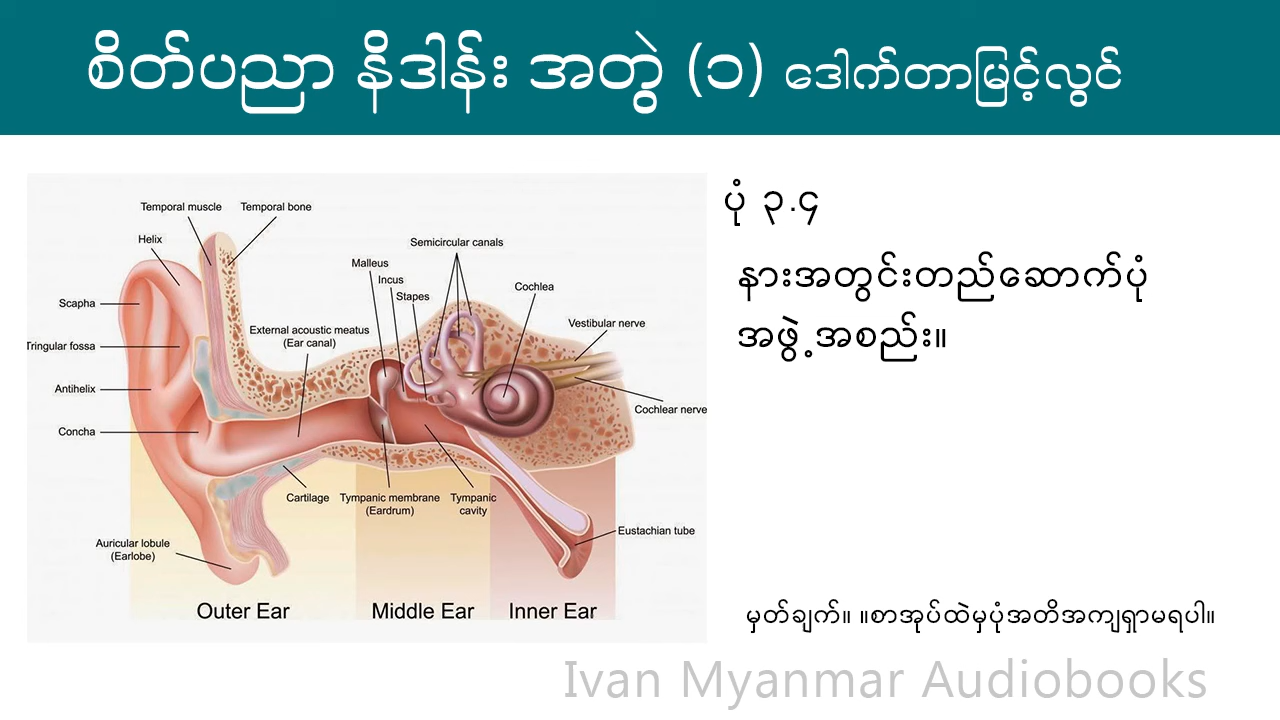 စိတ်ပညာ နိဒါန်း အတွဲ (၁) ဒေါက်တာမြင့်လွင်
Temporal muscle
Temporal bone
Helix
Scapha
Tringular fossa
Antihelix
Concha
External acoustic meatus
(Ear canal)
Malleus
Incus
Stapes
Semicircular canals
Cochlea
Vestibular nerve
Cochlear nerve
Cartilage
Tympanic membrane
(Eardrum)
Tympanic
cavity
Eustachian tube
Auricular lobule
(Earlobe)
Outer Ear
Middle Ear
Inner Ear
ပုံ ၃.၄
နားအတွင်းတည်ဆောက်ပုံ
အဖွဲ့အစည်း။
မှတ်ချက်။ ။စာအုပ်ထဲမှပုံအတိအကျရှာမရပါ။
Ivan Myanmar Audiobooks